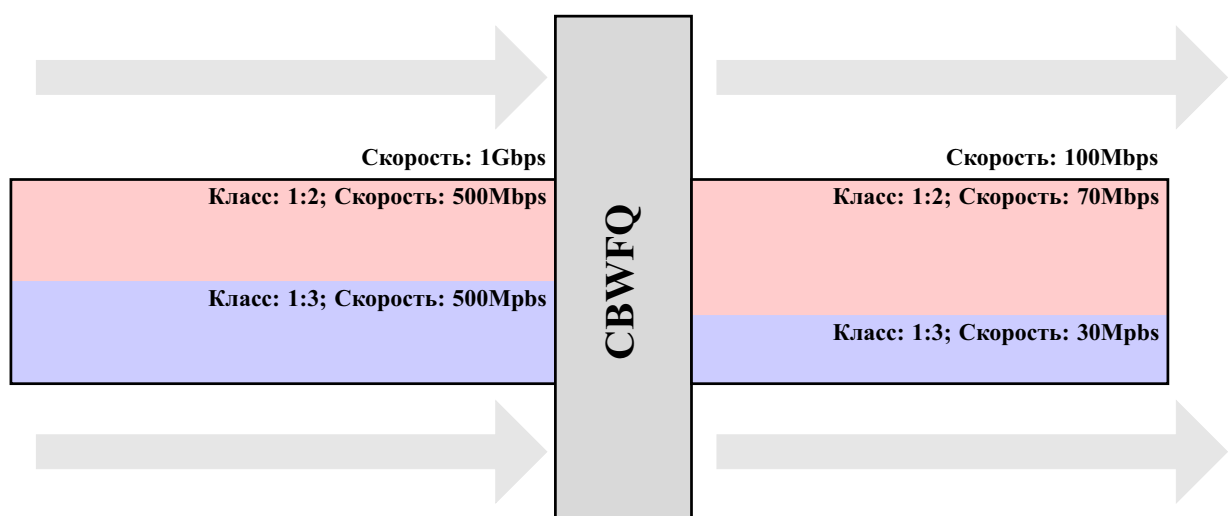 Скорость: 1Gbps
Класс: 1:2; Скорость: 500Mbps
Класс: 1:3; Скорость: 500Mpbs
CBWFQ
Скорость: 100Mbps
Класс: 1:2; Скорость: 70Mbps
Класс: 1:3; Скорость: 30Mpbs